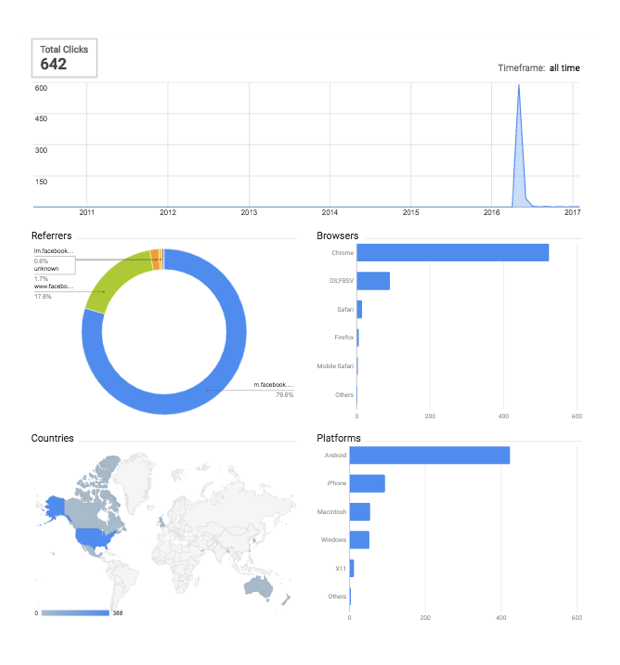 Total Clicks
642
Timeframe: all time
600
450
300
150
2011 2012 2013 2014 2015 2016 2017
Referrers
lm.facebook...
0.6%
unknown
1.7%
www.facebo...
17.6%
m.facebook....
79.6%
Browsers
Chrome
OS;FBSV
Safari
Firefox
Mobile Safari
Others
0 200 400 600
Countries
0 388
Platforms
Android
iPhone
Macintosh
Windows
X11
Others
0 200 400 600